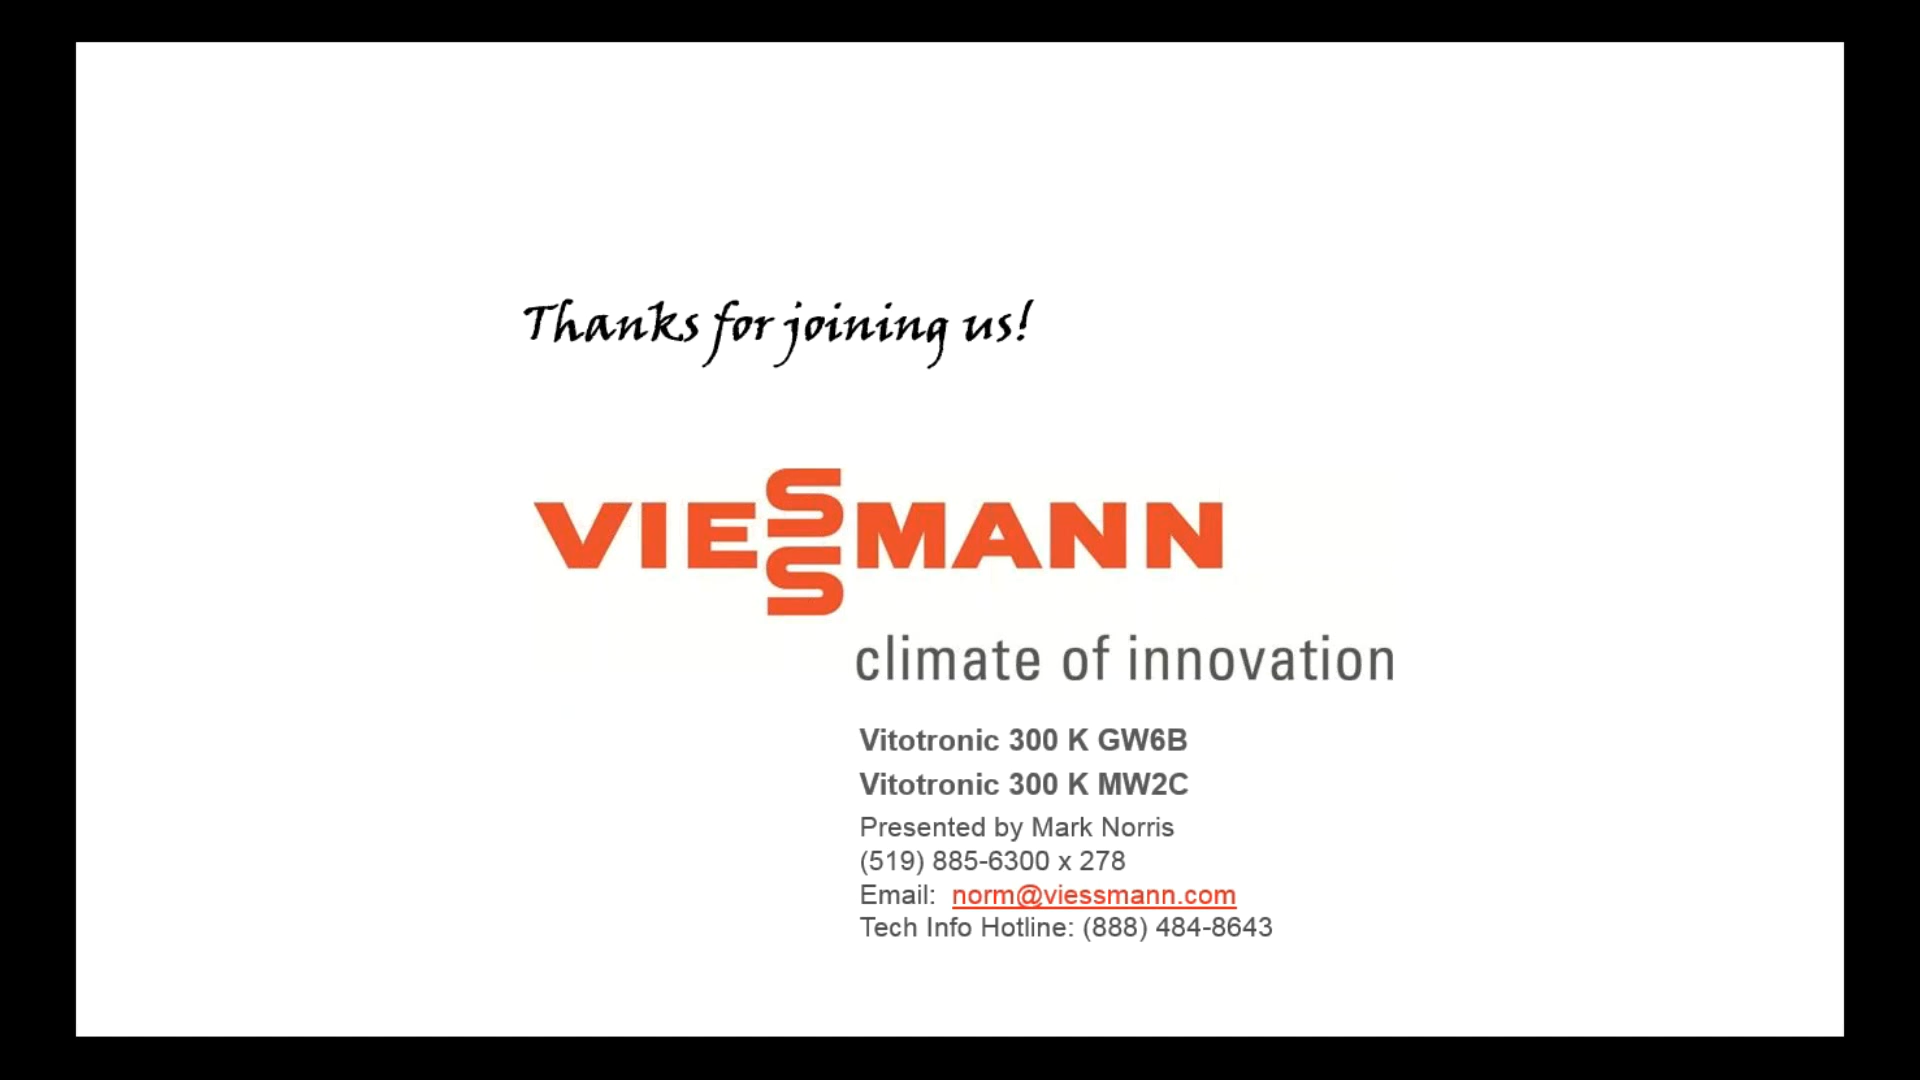 Thanks for joining us!
VIESSMANN
climate of innovation
Vitotronic 300 K GW6B
Vitotronic 300 K MW2C
Presented by Mark Norris
(519) 885-6300 x 278
Email: norm@viessmann.com
Tech Info Hotline: (888) 484-8643